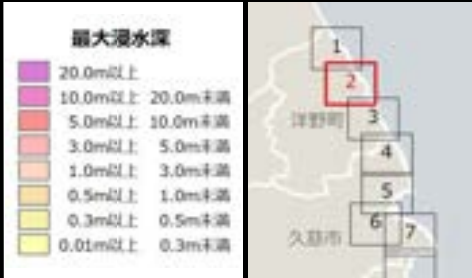 最大浸水深
20.0m以上
10.0m以上 20.0m未満
5.0m以上 10.0m未満
3.0m以上 5.0m未満
1.0m以上 3.0m未満
0.5m以上 1.0m未満
0.3m以上 0.5m未満
0.01m以上 0.3m未満
1
2
洋野町
3
4
5
久慈市
6
7